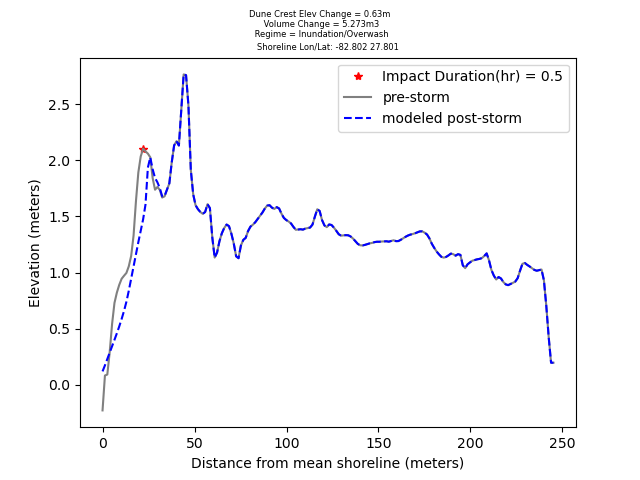 Dune Crest Elev Change = 0.63m
Volume Change = 5.273m3
Regime = Inundation/Overwash
Shoreline Lon/Lat: -82.802 27.801
Impact Duration(hr) = 0.5
pre-storm
modeled post-storm
Elevation (meters)
2.5
2.0
1.5
1.0
0.5
0.0
0 50 100 150 200 250
Distance from mean shoreline (meters)